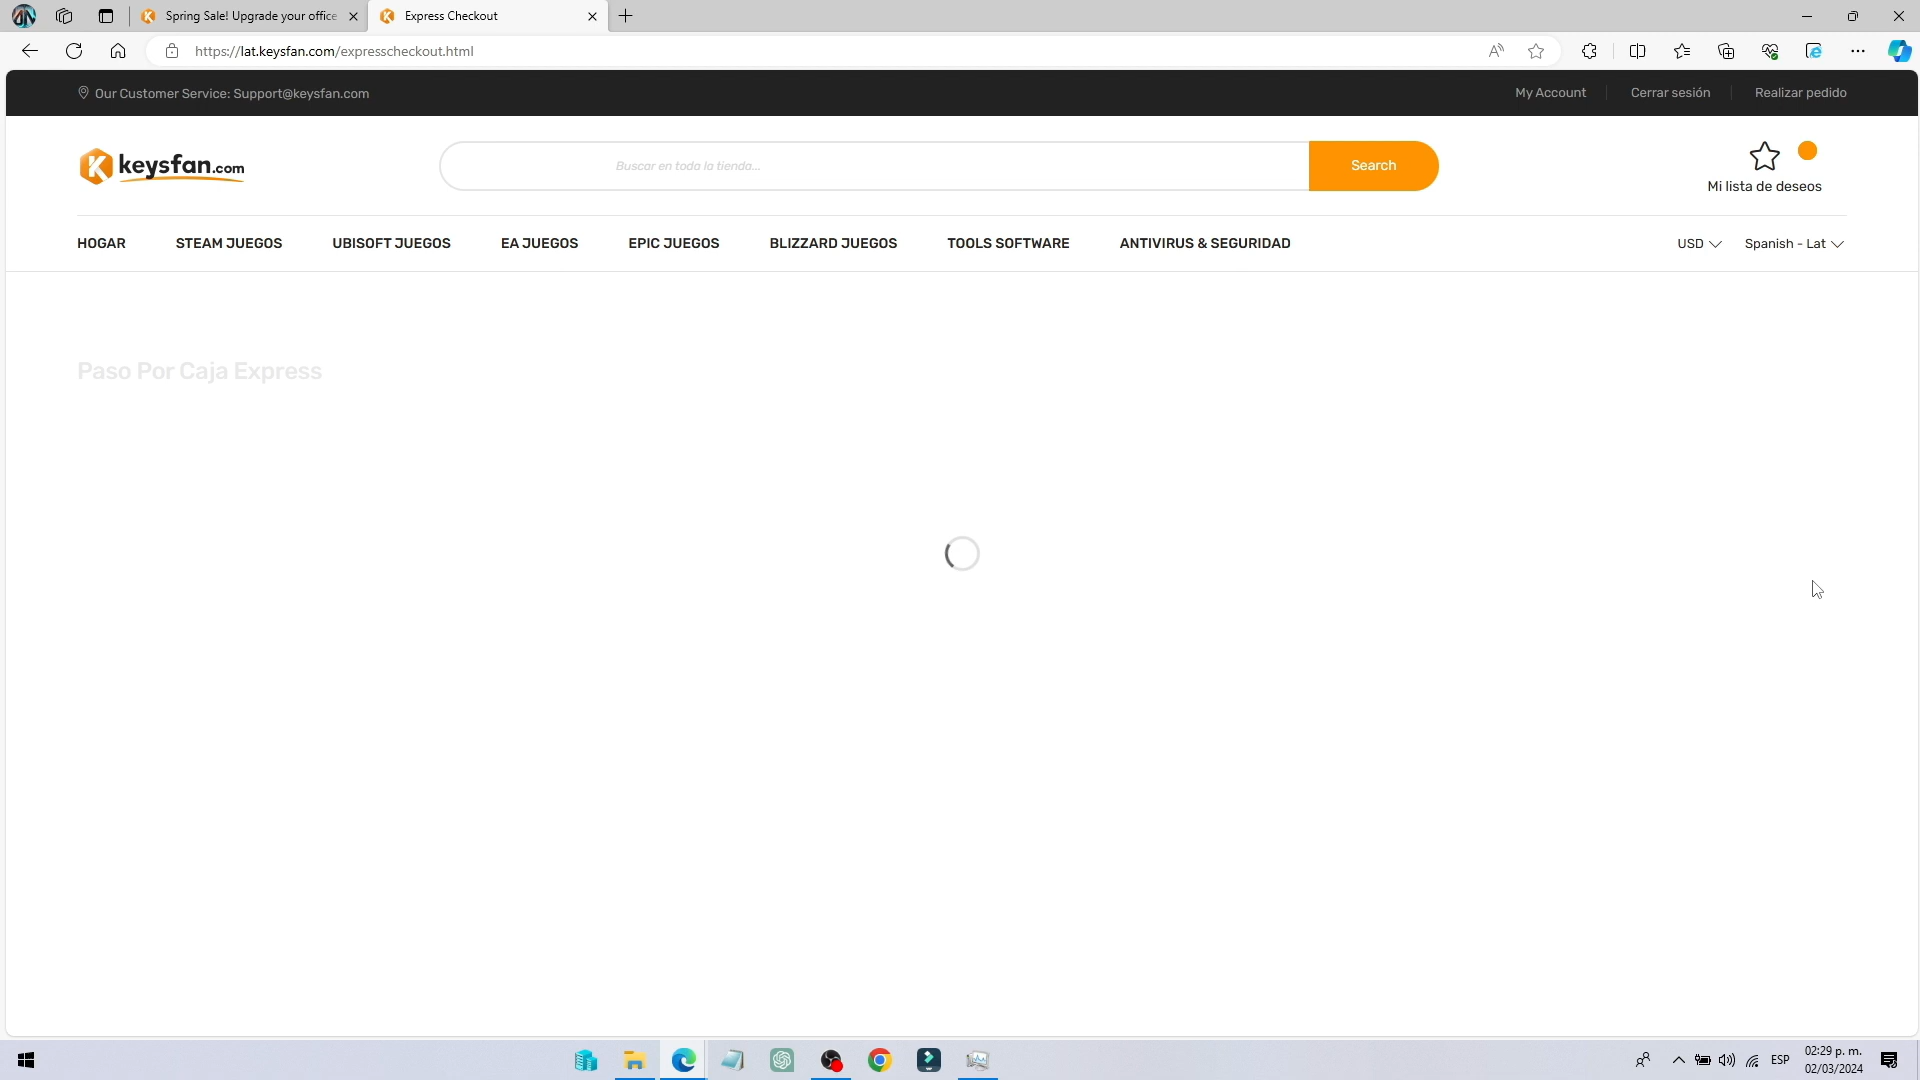 Spring Sale! Upgrade your office
Express Checkout
https://lat.keysfan.com/expresscheckout.html
Our Customer Service: Support@keysfan.com
My Account
Cerrar sesión
Realizar pedido
keysfan.com
Buscar en toda la tienda...
Search
Mi lista de deseos
HOGAR
STEAM JUEGOS
UBISOFT JUEGOS
EA JUEGOS
EPIC JUEGOS
BLIZZARD JUEGOS
TOOLS SOFTWARE
ANTIVIRUS & SEGURIDAD
USD
Spanish - Lat
Paso Por Caja Express
ESP
02:29 p. m.
02/03/2024